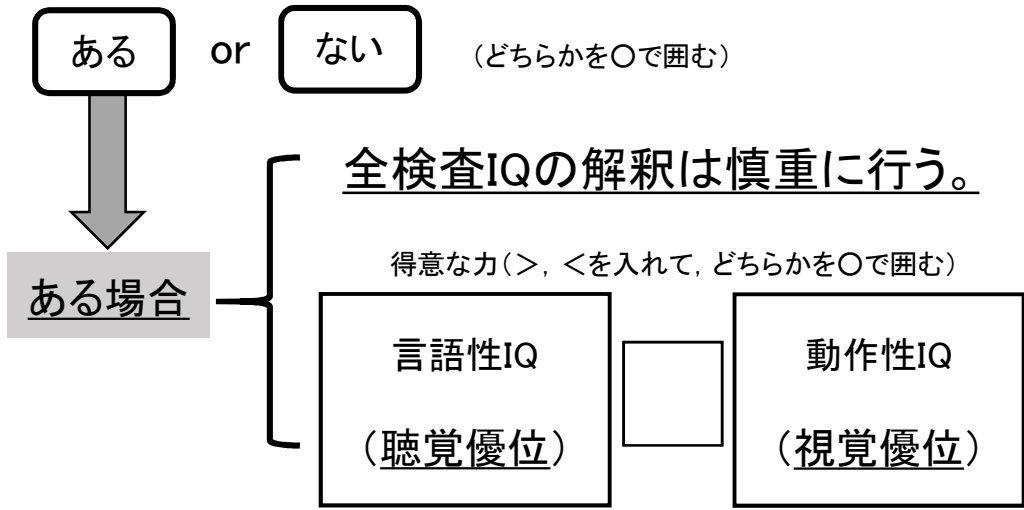 ある or ない (どちらかを〇で囲む)
全検査IQの解釈は慎重に行う。
得意な力(>, <を入れて, どちらかを〇で囲む)
ある場合
言語性IQ 動作性IQ
(聴覚優位) (視覚優位)